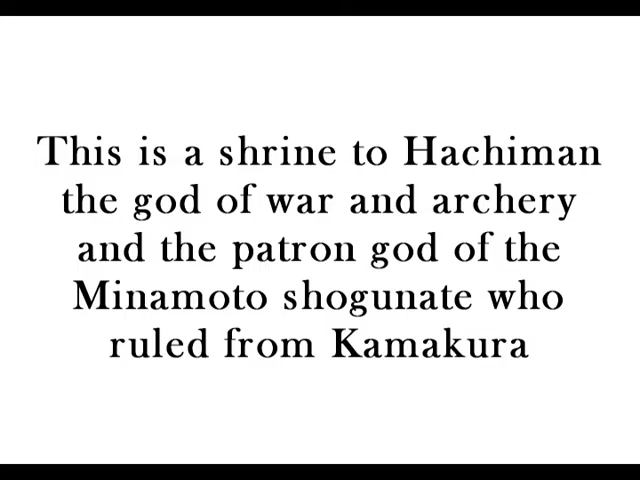 This is a shrine to Hachiman
the god of war and archery
and the patron god of the
Minamoto shogunate who
ruled from Kamakura